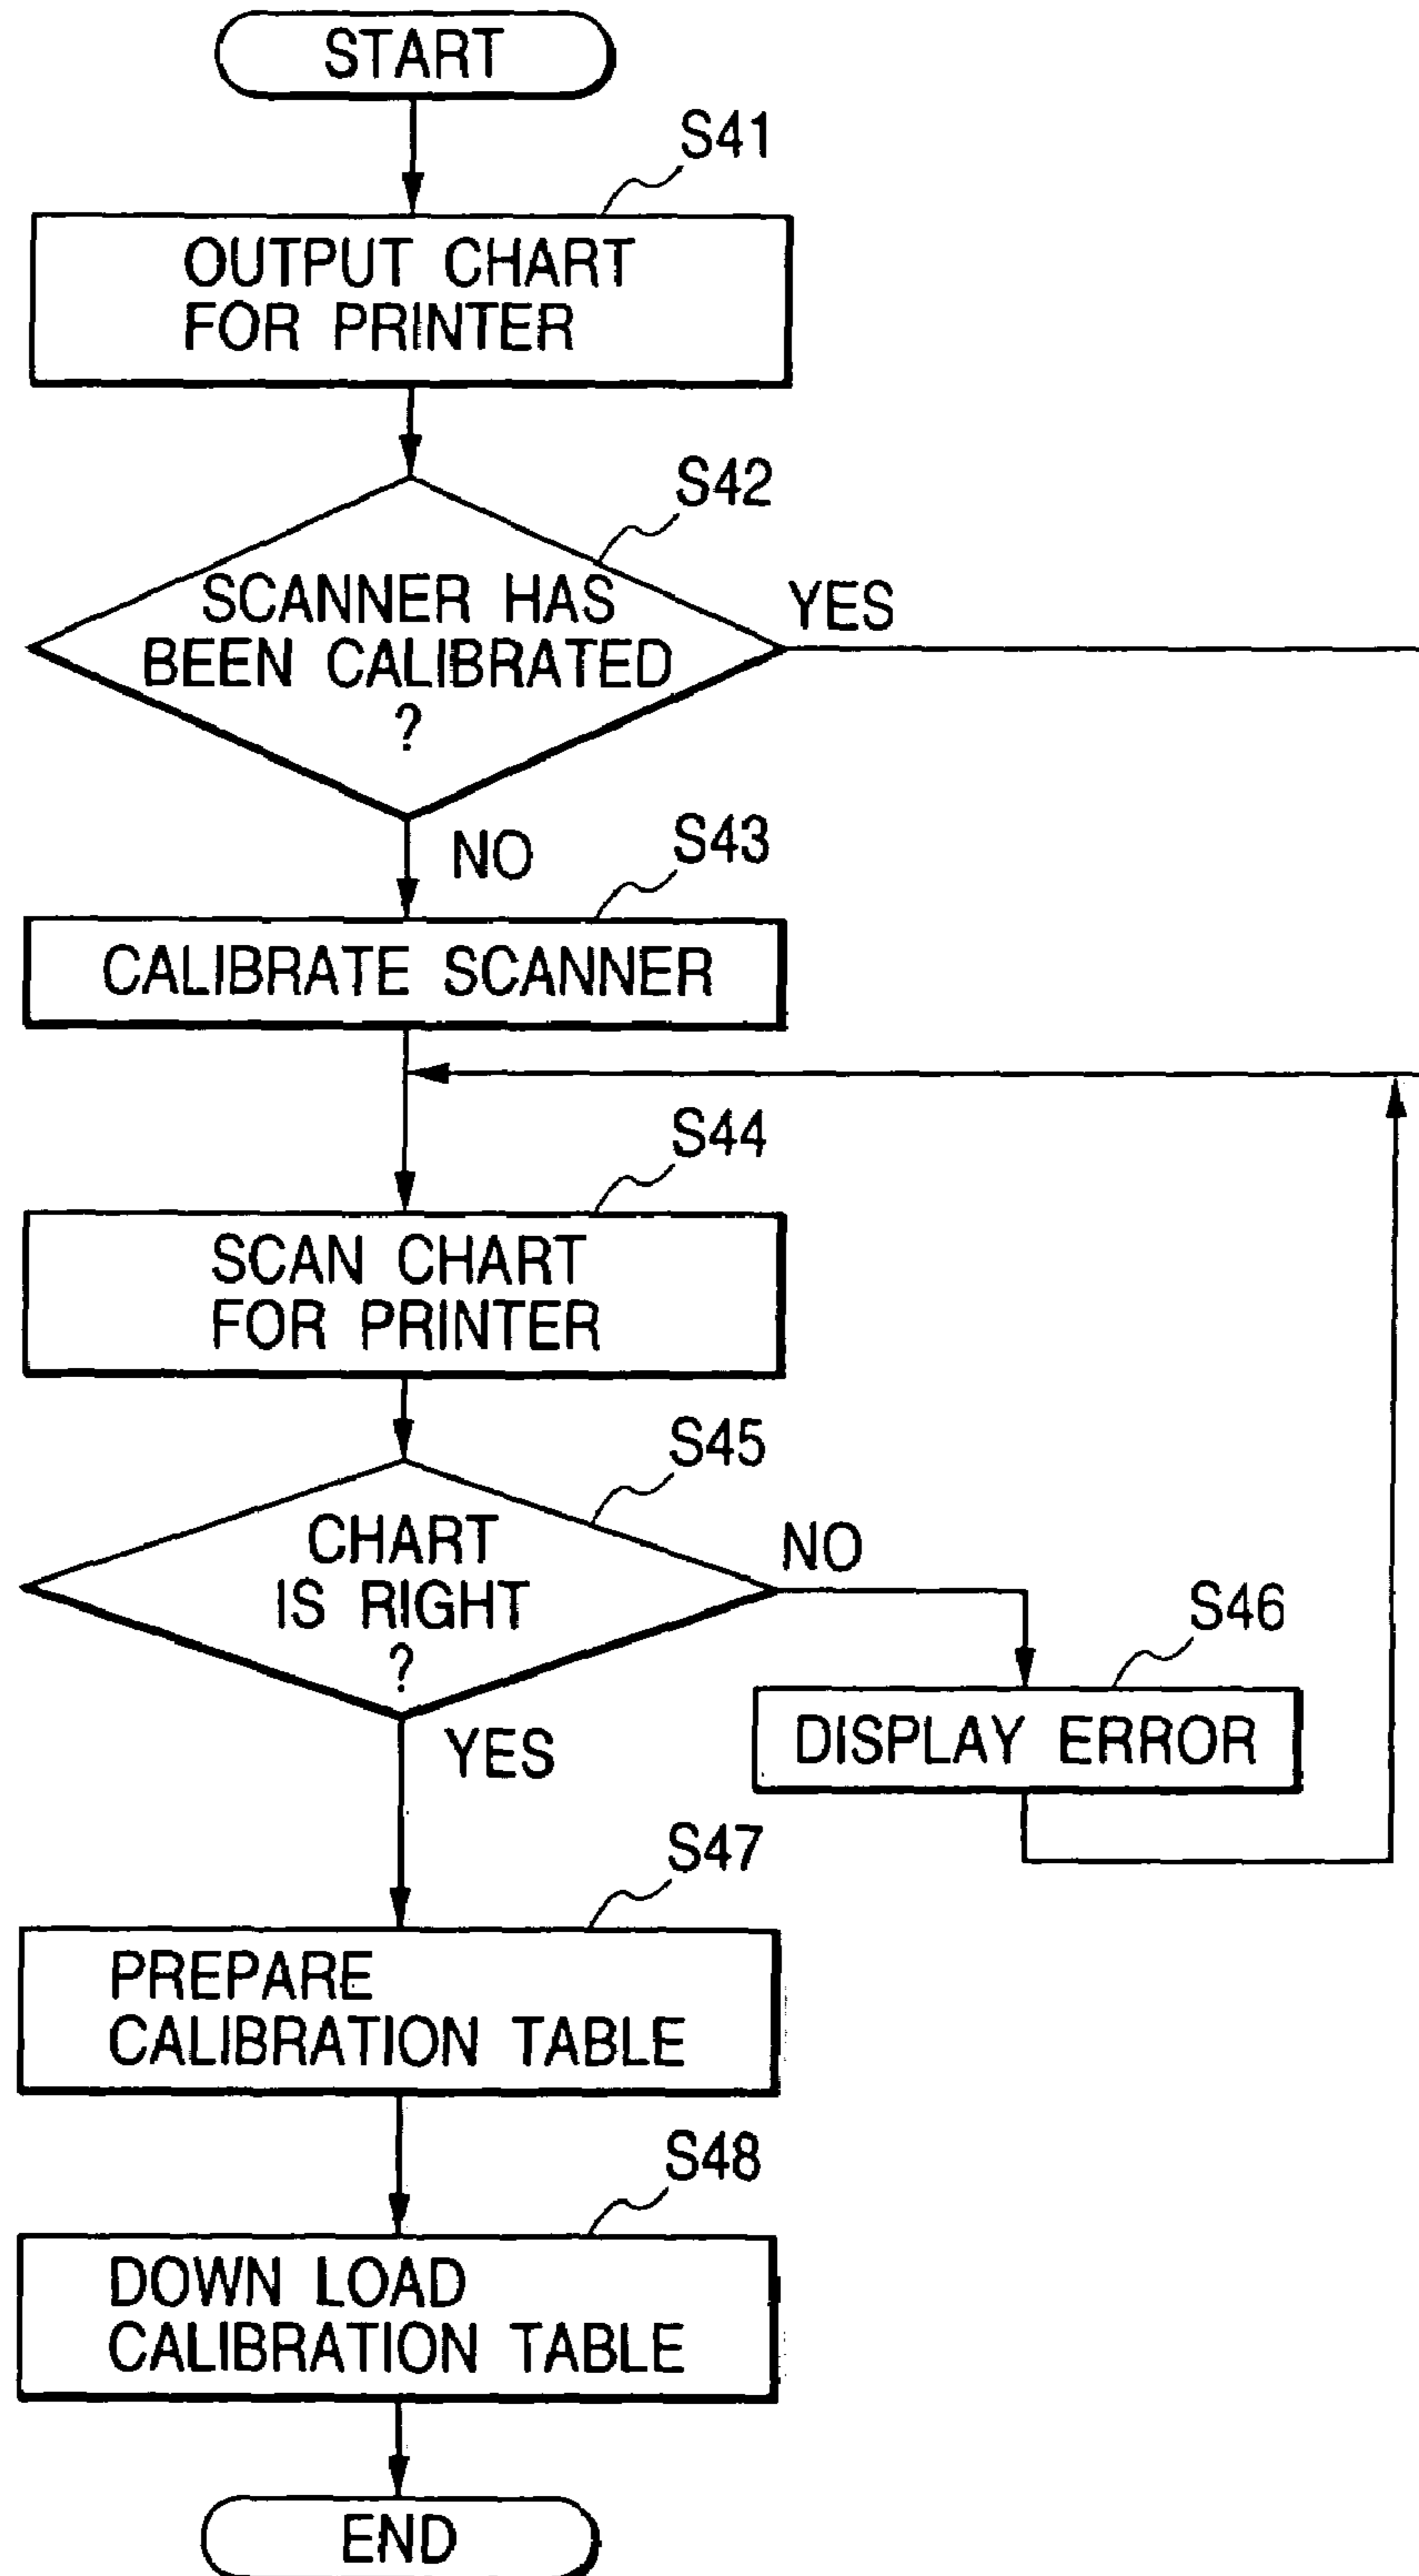 START
S41
OUTPUT CHART
FOR PRINTER
S42
SCANNER HAS
BEEN CALIBRATED
?
YES
NO
S43
CALIBRATE SCANNER
S44
SCAN CHART
FOR PRINTER
S45
CHART
IS RIGHT
?
NO
S46
DISPLAY ERROR
YES
S47
PREPARE
CALIBRATION TABLE
S48
DOWN LOAD
CALIBRATION TABLE
END